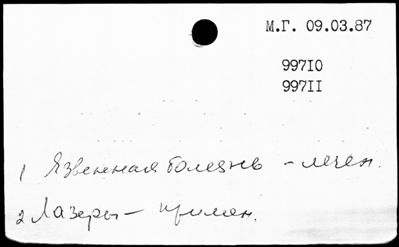 М.Г. 09.03.87
99710
99711
1 Язвенная болезнь - лечен.
2 Лазеры - примен.